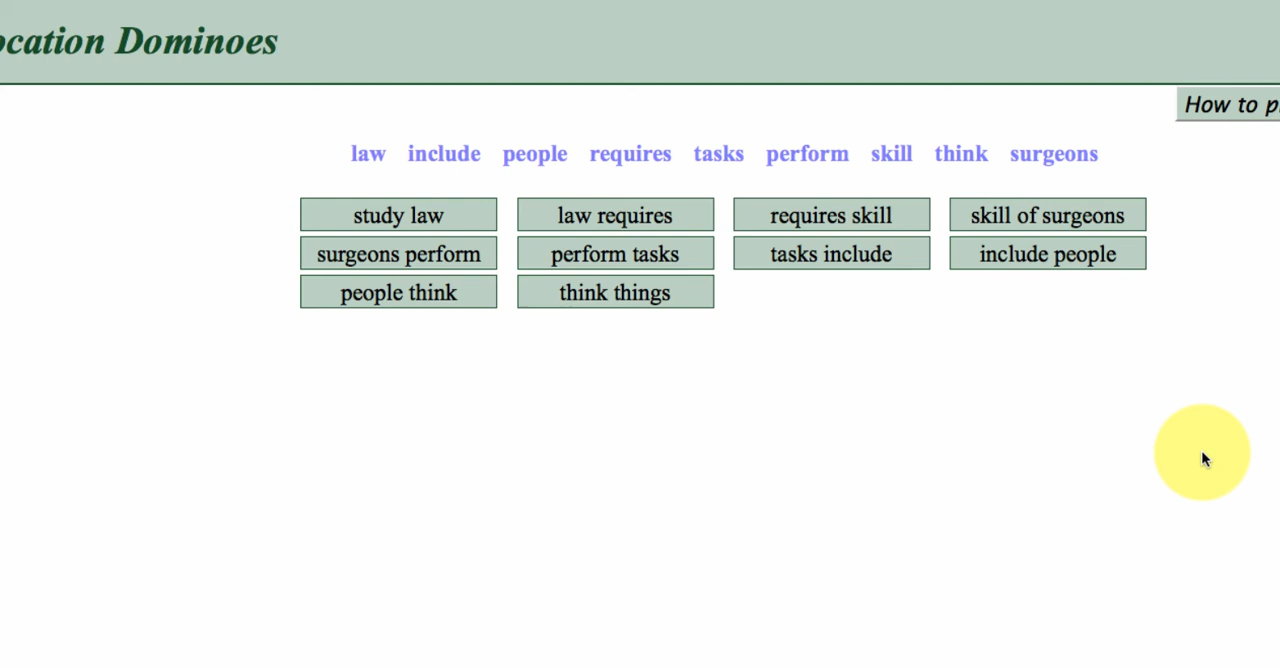 ocation Dominoes
How to p
law include people requires tasks perform skill think surgeons
study law law requires requires skill skill of surgeons
surgeons perform perform tasks tasks include include people
people think think things